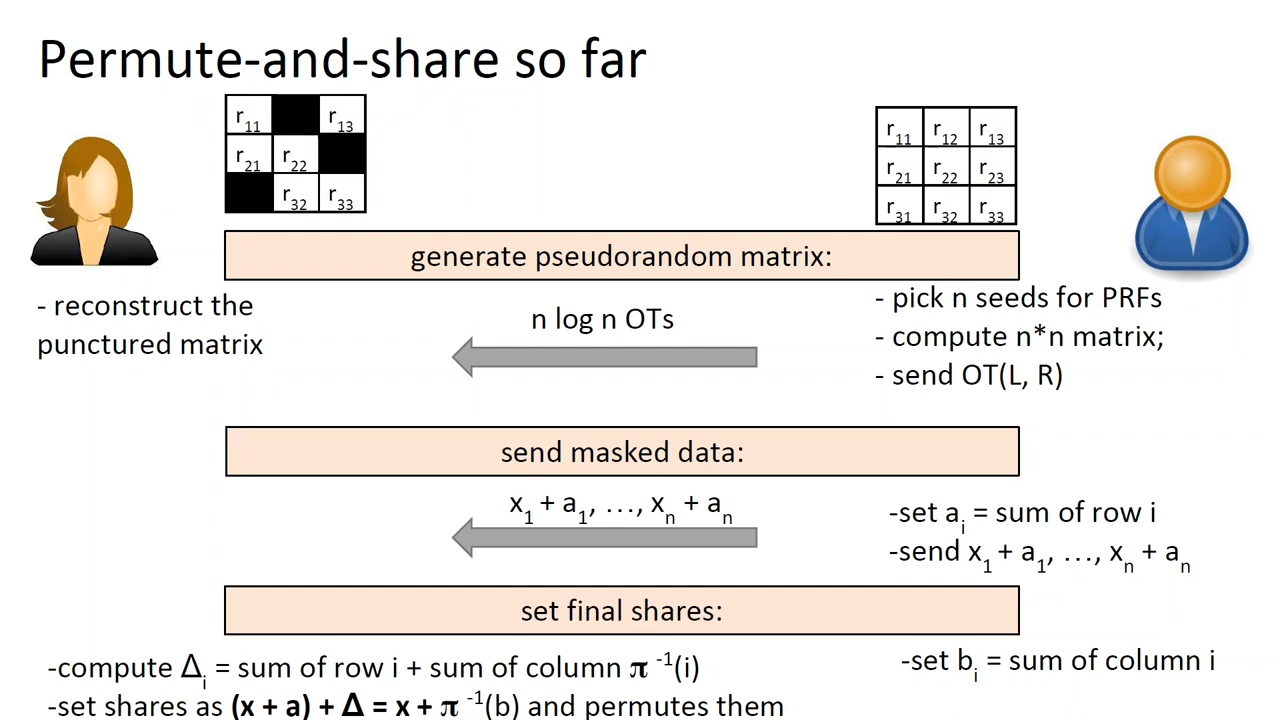 Permute-and-share so far
r11 r13
r21 r22
r32 r33
r11 r12 r13
r21 r22 r23
r31 r32 r33
generate pseudorandom matrix:
- reconstruct the
punctured matrix
n log n OTs
- pick n seeds for PRFs
- compute n*n matrix;
- send OT(L, R)
send masked data:
x1 + a1, …, xn + an
-set ai = sum of row i
-send x1 + a1, …, xn + an
set final shares:
-compute Δi = sum of row i + sum of column π -1(i)
-set shares as (x + a) + Δ = x + π -1(b) and permutes them
-set bi = sum of column i